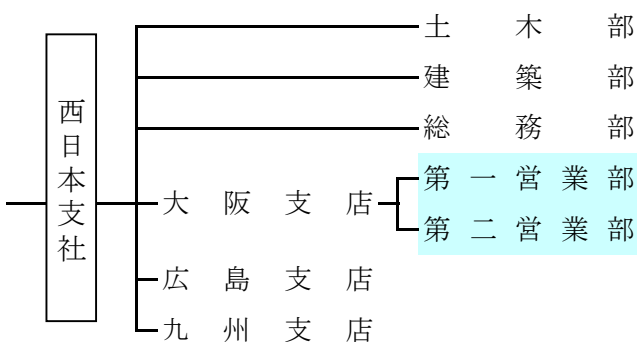 西日本支社
土木部
建築部
総務部
大阪支店
第一営業部
第二営業部
広島支店
九州支店